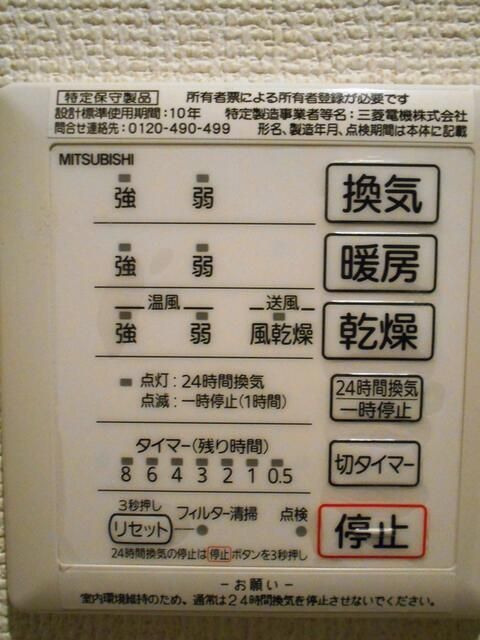 特定保守製品 所有者票による所有者登録が必要です
設計標準使用期間：10年 特定製造事業者等名：三菱電機株式会社
問合せ連絡先：0120-490-499 形名、製造年月、点検期間は本体に記載
MITSUBISHI
強 弱 換気
強 弱 暖房
温風 送風
強 弱 風乾燥 乾燥
点灯：24時間換気
点滅：一時停止(1時間)
24時間換気
一時停止
タイマー(残り時間)
8 6 4 3 2 1 0.5
切タイマー
3秒押し
リセット フィルター清掃 点検
停止
24時間換気の停止は停止ボタンを3秒押し
－お願い－
室内環境維持のため、通常は24時間換気を停止させないでください。